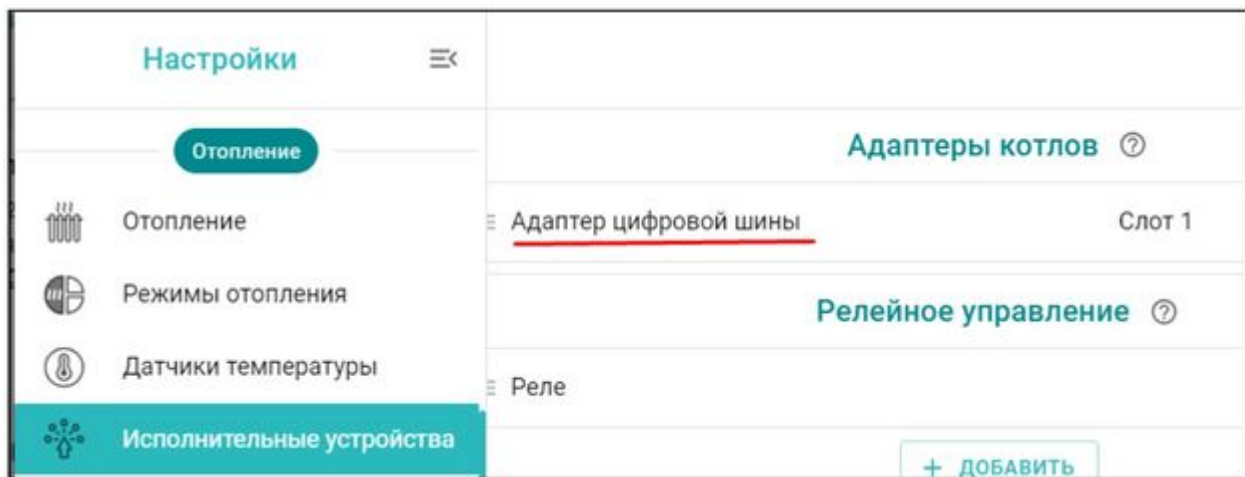 Настройки
Отопление
Отопление
Режимы отопления
Датчики температуры
Исполнительные устройства
Адаптеры котлов
Адаптер цифровой шины
Слот 1
Релейное управление
Реле
+ ДОБАВИТЬ